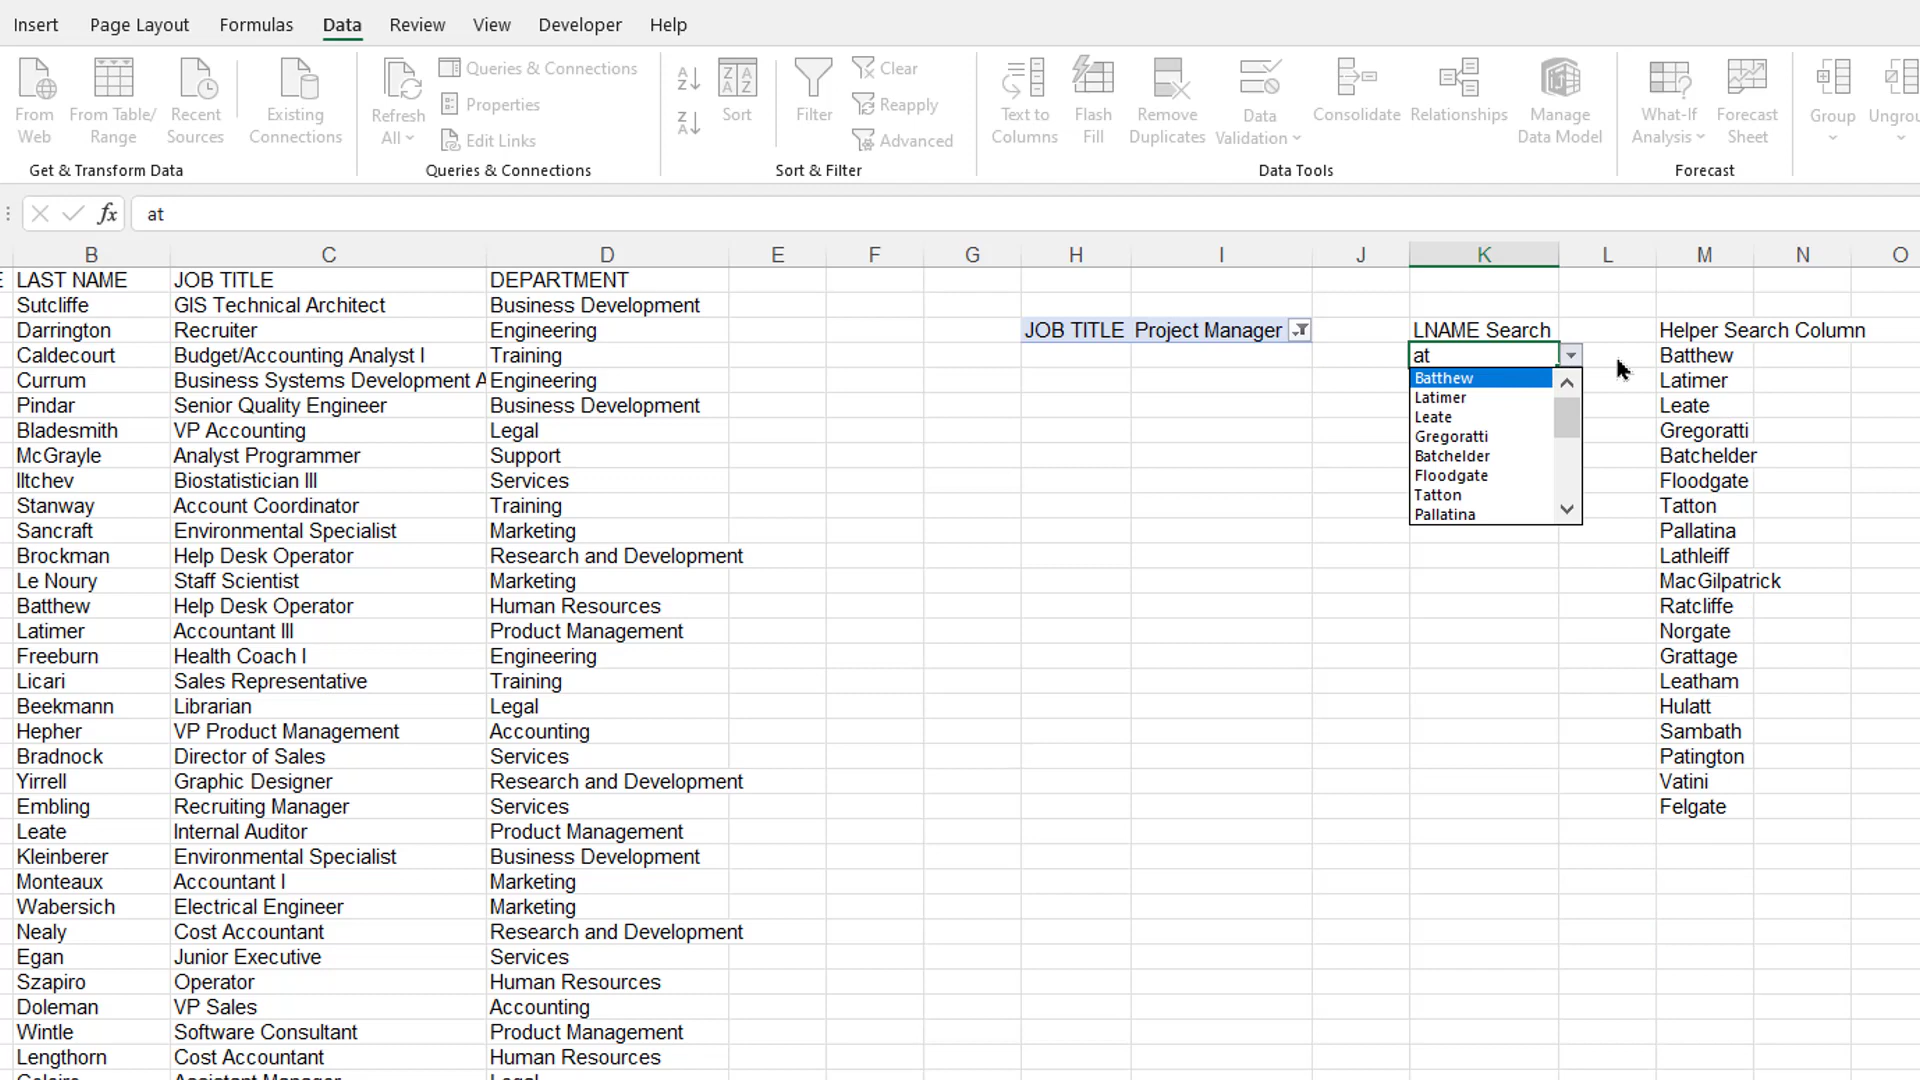 Insert Page Layout Formulas Data Review View Developer Help
From Web
From Table/ Range
Recent Sources
Existing Connections
Get & Transform Data
Refresh All
Queries & Connections
Properties
Edit Links
Queries & Connections
Sort
Filter
Clear
Reapply
Advanced
Sort & Filter
Text to Columns
Flash Fill
Remove Duplicates
Data Validation
Consolidate
Relationships
Manage Data Model
Data Tools
What-If Analysis
Forecast Sheet
Forecast
Group
Ungrou
fx at
B C D E F G H I J K L M N O
E LAST NAME JOB TITLE DEPARTMENT
Sutcliffe GIS Technical Architect Business Development
Darrington Recruiter Engineering JOB TITLE Project Manager LNAME Search Helper Search Column
Caldecourt Budget/Accounting Analyst I Training at Batthew
Currum Business Systems Development A Engineering Latimer
Pindar Senior Quality Engineer Business Development Leate
Bladesmith VP Accounting Legal Gregoratti
McGrayle Analyst Programmer Support Batchelder
Iltchev Biostatistician III Services Floodgate
Stanway Account Coordinator Training Tatton
Sancraft Environmental Specialist Marketing Pallatina
Brockman Help Desk Operator Research and Development Lathleiff
Le Noury Staff Scientist Marketing MacGilpatrick
Batthew Help Desk Operator Human Resources Ratcliffe
Latimer Accountant III Product Management Norgate
Freeburn Health Coach I Engineering Grattage
Licari Sales Representative Training Leatham
Beekmann Librarian Legal Hulatt
Hepher VP Product Management Accounting Sambath
Bradnock Director of Sales Services Patington
Yirrell Graphic Designer Research and Development Vatini
Embling Recruiting Manager Services Felgate
Leate Internal Auditor Product Management
Kleinberer Environmental Specialist Business Development
Monteaux Accountant I Marketing
Wabersich Electrical Engineer Marketing
Nealy Cost Accountant Research and Development
Egan Junior Executive Services
Szapiro Operator Human Resources
Doleman VP Sales Accounting
Wintle Software Consultant Product Management
Lengthorn Cost Accountant Human Resources
Batthew
Latimer
Leate
Gregoratti
Batchelder
Floodgate
Tatton
Pallatina